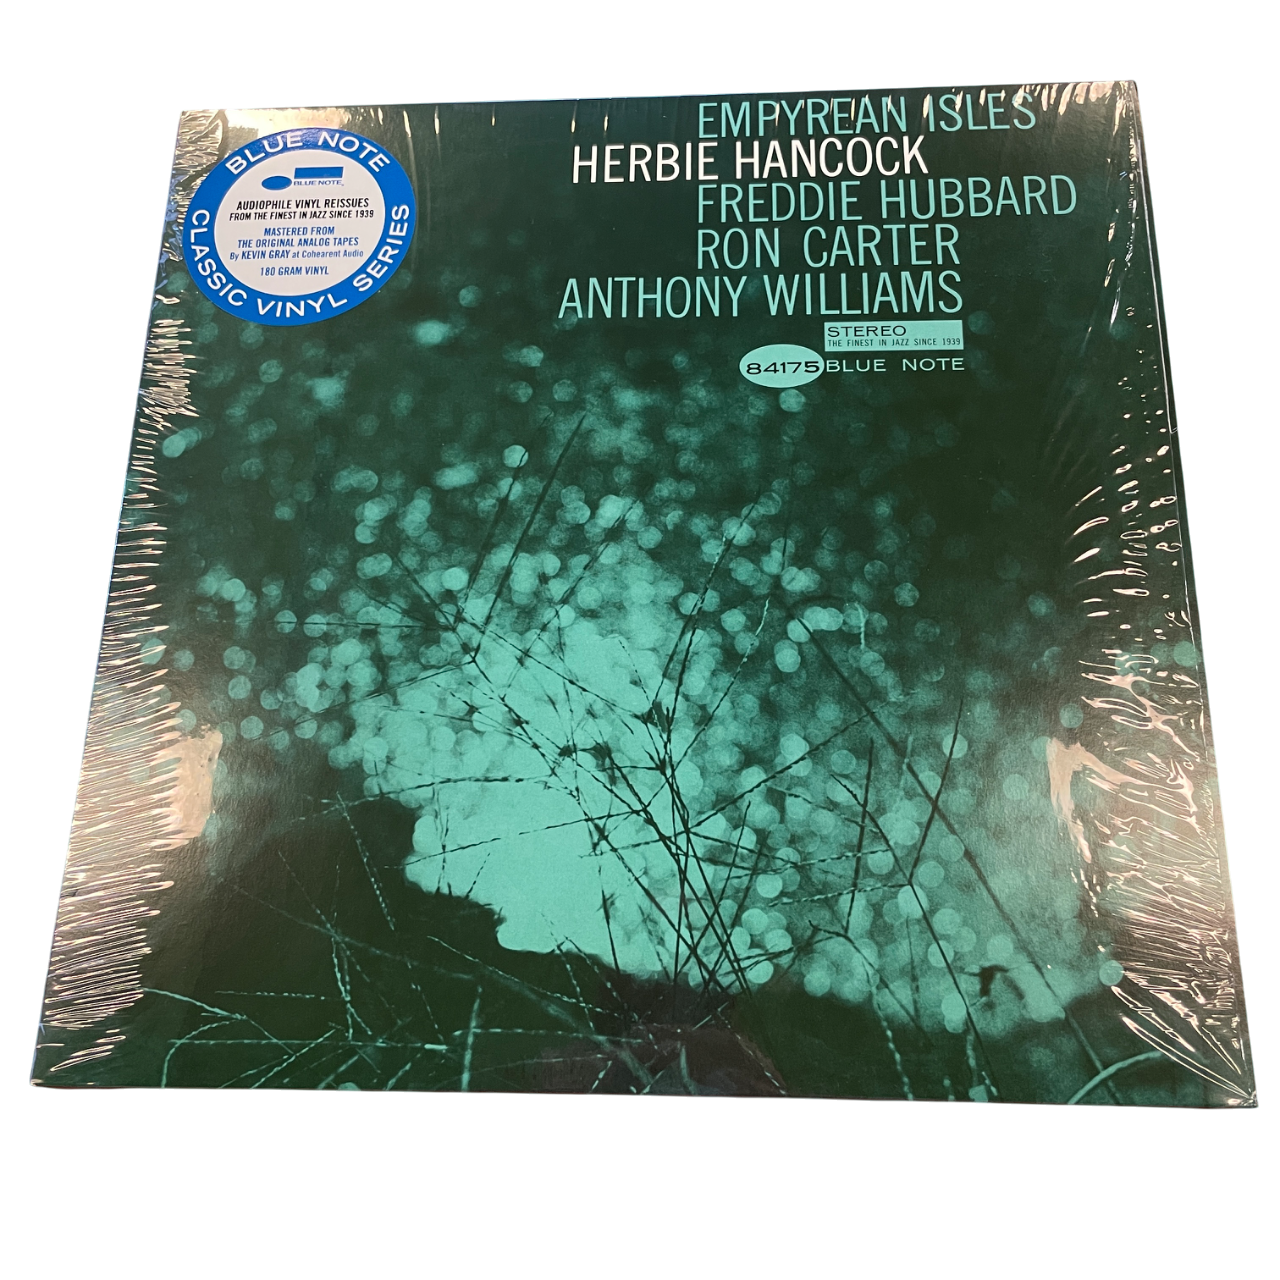 EMPYREAN ISLES
HERBIE HANCOCK
FREDDIE HUBBARD
RON CARTER
ANTHONY WILLIAMS
STEREO
THE FINEST IN JAZZ SINCE 1939
84175 BLUE NOTE
BLUE NOTE
BLUE NOTE
AUDIOPHILE VINYL REISSUES
FROM THE FINEST IN JAZZ SINCE 1939
MASTERED FROM
THE ORIGINAL ANALOG TAPES
By KEVIN GRAY at Cohearent Audio
180 GRAM VINYL
CLASSIC VINYL SERIES